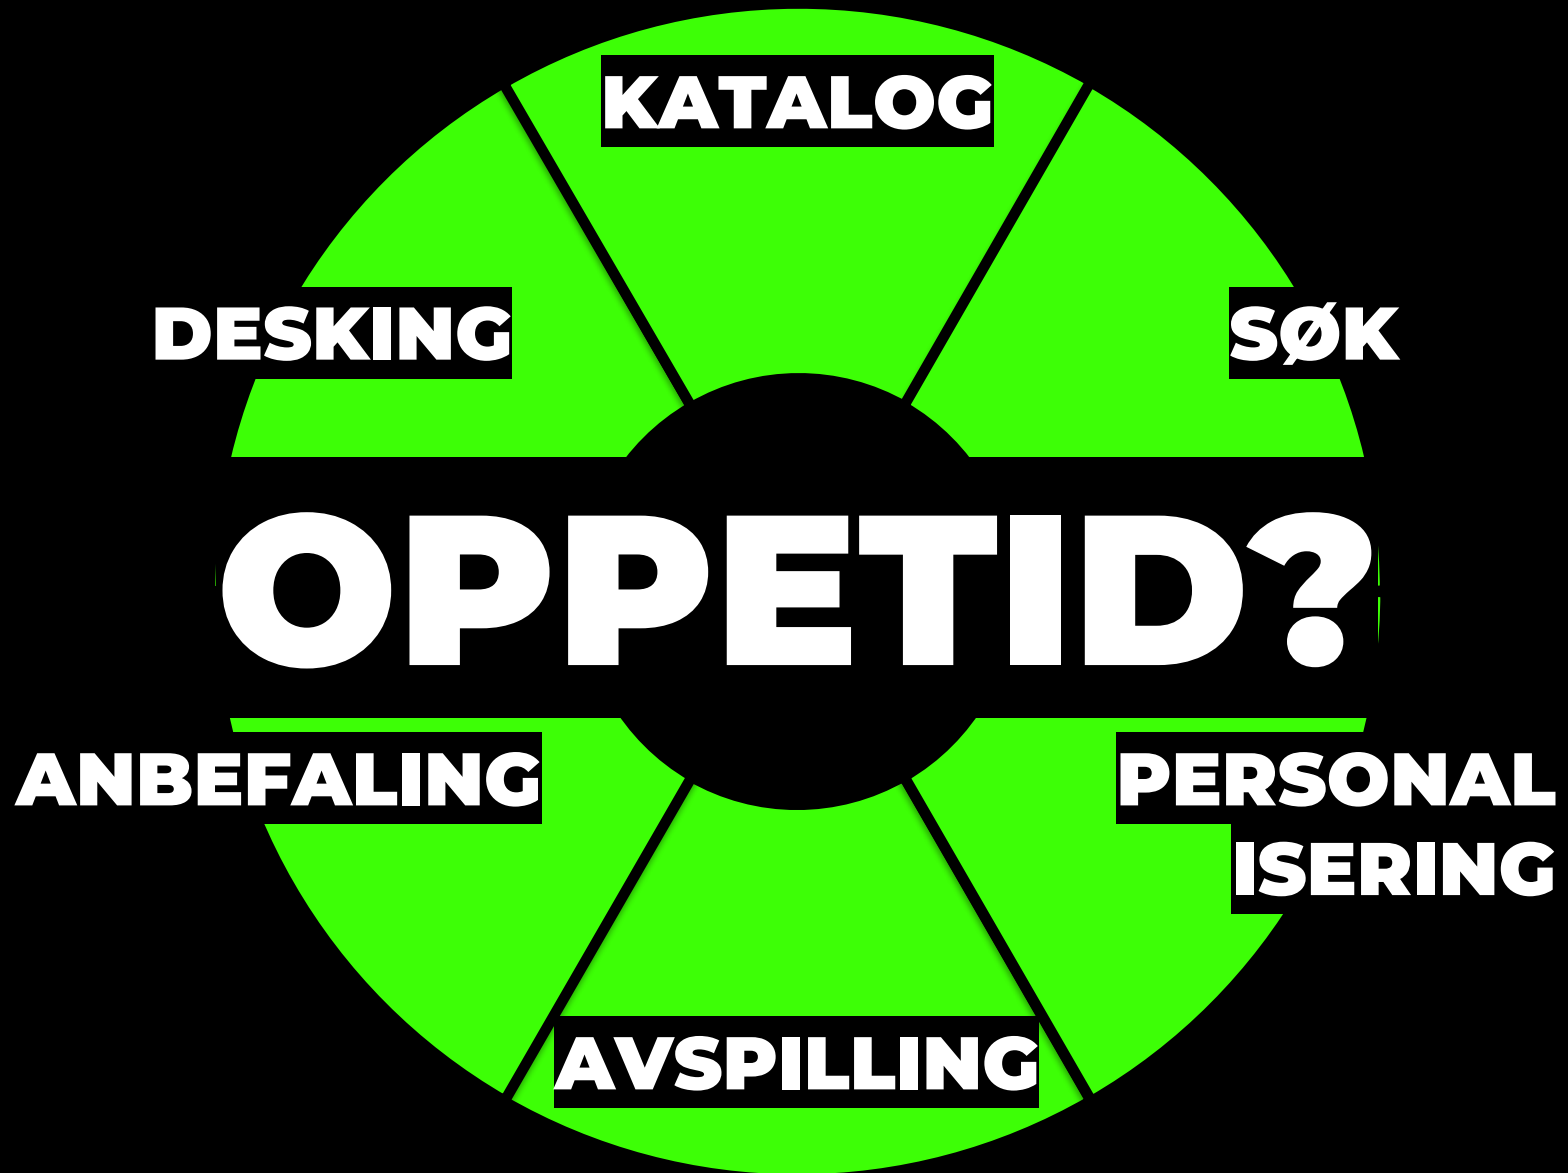 KATALOG
DESKING
SØK
OPPETID?
ANBEFALING
PERSONAL
ISERING
AVSPILLING